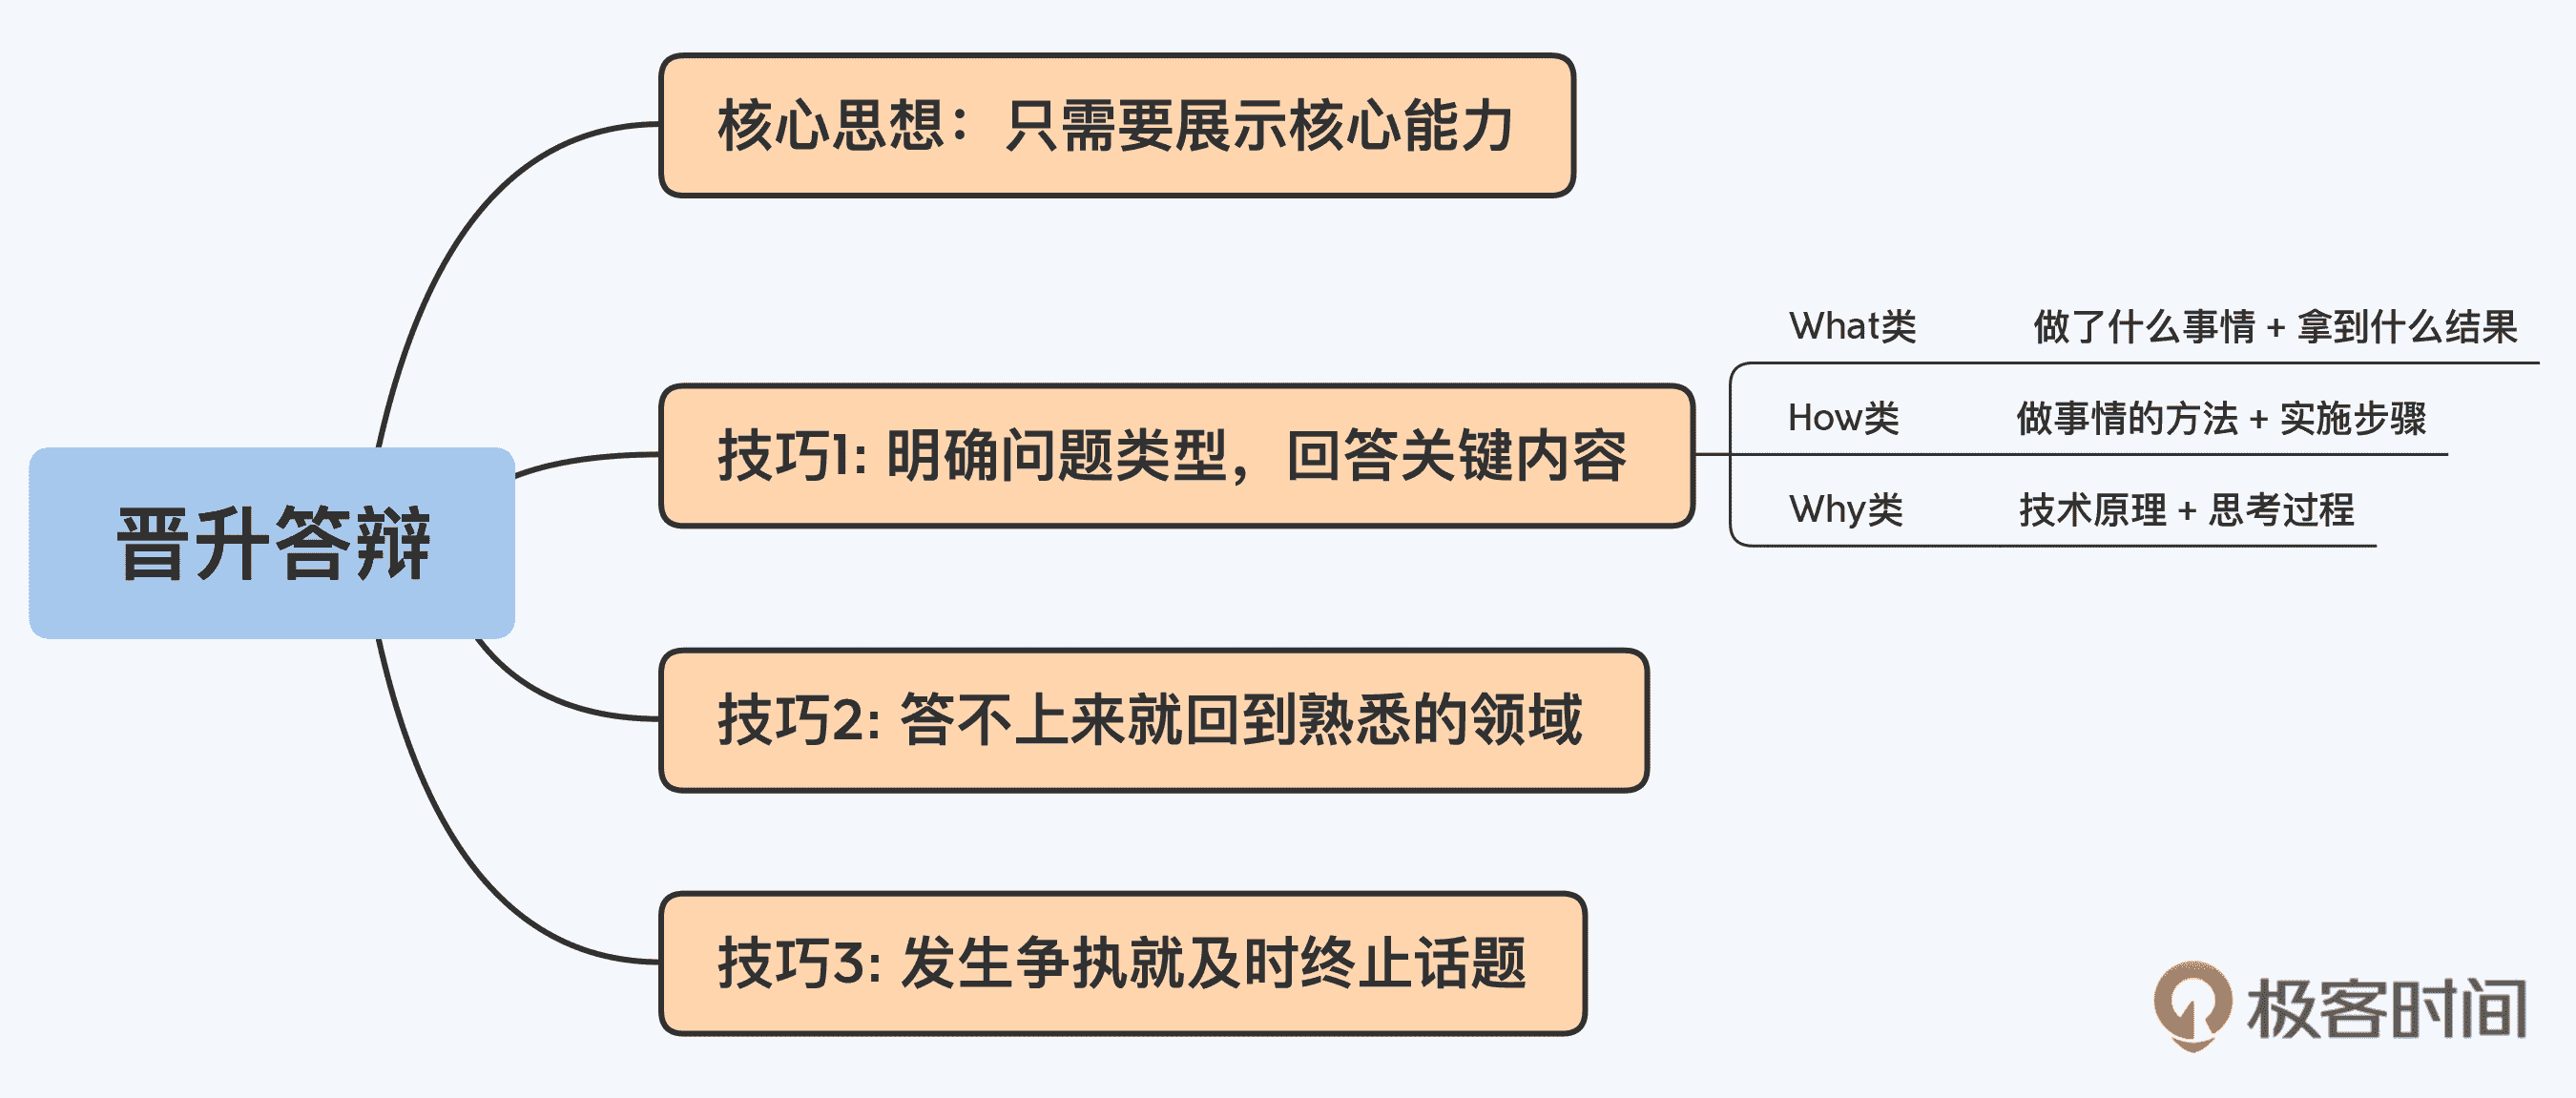 核心思想：只需要展示核心能力
What类 做了什么事情 + 拿到什么结果
How类 做事情的方法 + 实施步骤
技巧1: 明确问题类型，回答关键内容
Why类 技术原理 + 思考过程
晋升答辩
技巧2: 答不上来就回到熟悉的领域
技巧3: 发生争执就及时终止话题
极客时间